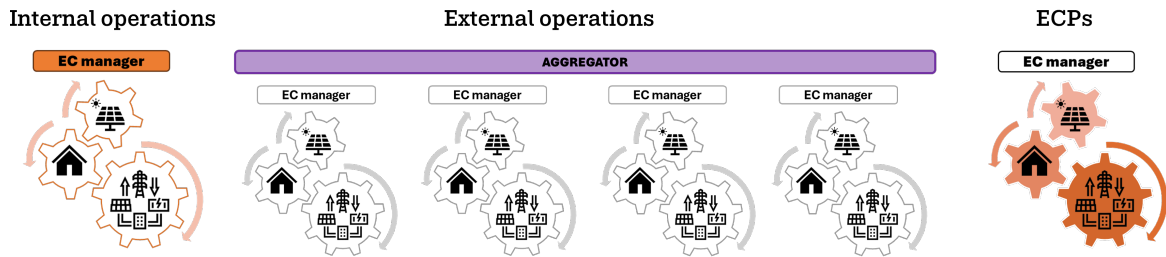 Internal operations
External operations
ECPs
EC manager
AGGREGATOR
EC manager
EC manager
EC manager
EC manager
EC manager